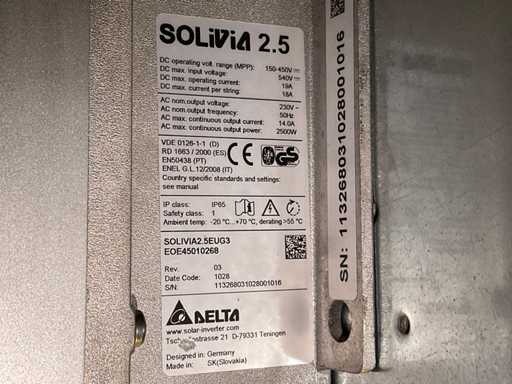 SOLiViA 2.5
DC operating volt. range (MPP): 150-450V
DC max. input voltage: 540V
DC max. operating current: 19A
DC max. current per string: 18A
AC nom.output voltage: 230V~
AC nom.output frequency: 50Hz
AC max. continuous output current: 14.0A
AC max. continuous output power: 2500W
VDE 0126-1-1 (D)
RD 1663 / 2000 (ES)
EN50438 (PT)
ENEL G.L.12/2008 (IT)
Country specific standards and settings:
see manual
CE
GS
IP class: IP65
Safety class: 1
Ambient temp: -20 °C...+70 °C, derating >55 °C
SOLIVIA2.5EUG3
EOE45010268
Rev.: 03
Date Code: 1028
S/N: 113268031028001016
DELTA
www.solar-inverter.com
21 D-79331 Teningen
Designed in: Germany
Made in: SK(Slovakia)
SN: 113268031028001016